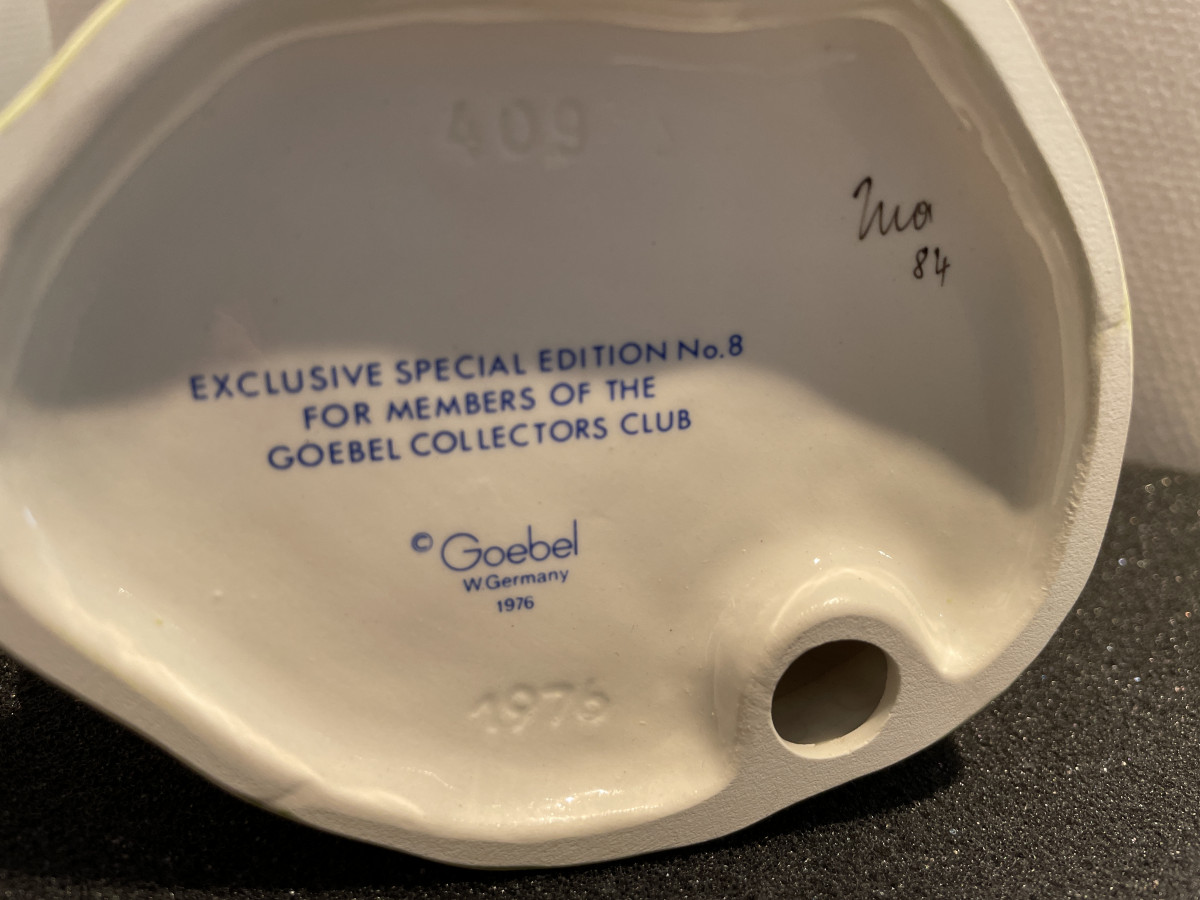 409
Ma
84
EXCLUSIVE SPECIAL EDITION No.8
FOR MEMBERS OF THE
GOEBEL COLLECTORS CLUB
© Goebel
W.Germany
1976
1976